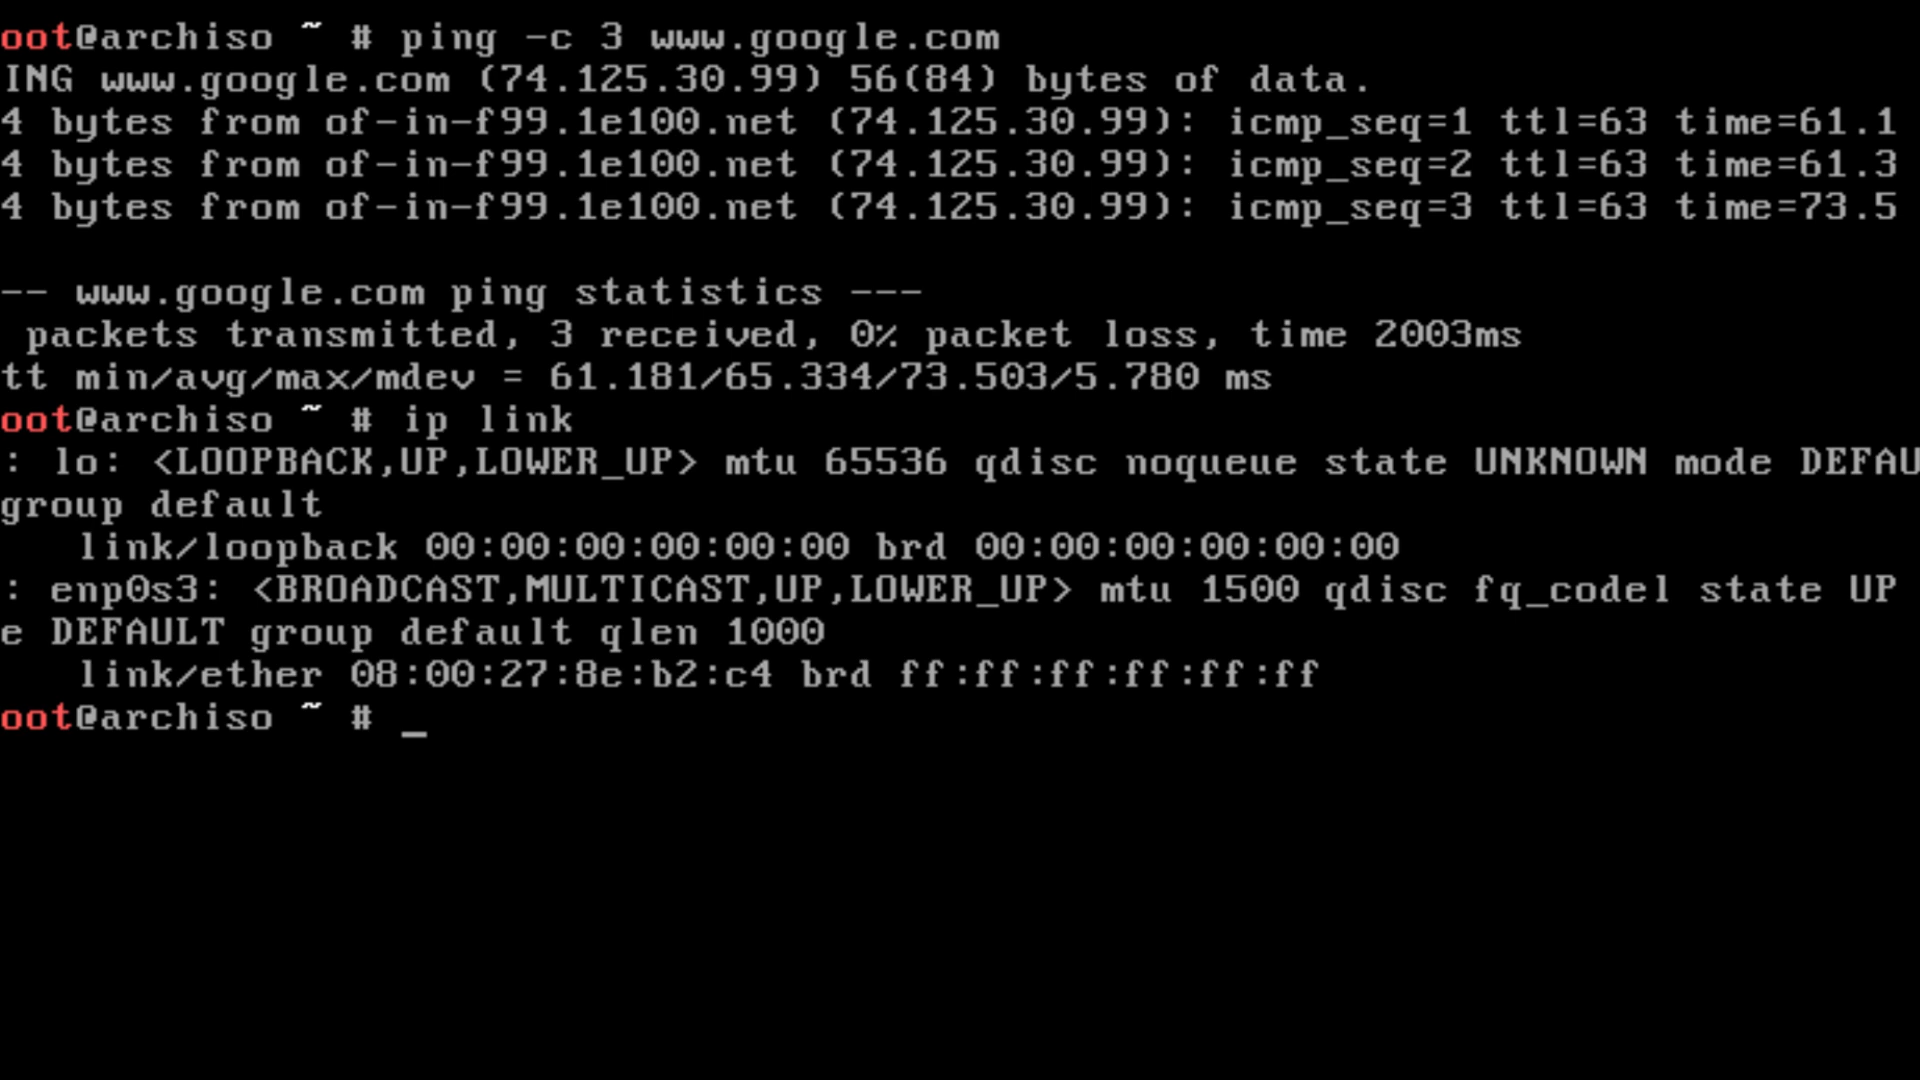 oot@archiso ~ # ping -c 3 www.google.com
ING www.google.com (74.125.30.99) 56(84) bytes of data.
4 bytes from of-in-f99.1e100.net (74.125.30.99): icmp_seq=1 ttl=63 time=61.1
4 bytes from of-in-f99.1e100.net (74.125.30.99): icmp_seq=2 ttl=63 time=61.3
4 bytes from of-in-f99.1e100.net (74.125.30.99): icmp_seq=3 ttl=63 time=73.5
-- www.google.com ping statistics ---
packets transmitted, 3 received, 0% packet loss, time 2003ms
tt min/avg/max/mdev = 61.181/65.334/73.503/5.780 ms
oot@archiso ~ # ip link
: lo: <LOOPBACK,UP,LOWER_UP> mtu 65536 qdisc noqueue state UNKNOWN mode DEFAU
group default
link/loopback 00:00:00:00:00:00 brd 00:00:00:00:00:00
: enp0s3: <BROADCAST,MULTICAST,UP,LOWER_UP> mtu 1500 qdisc fq_codel state UP
e DEFAULT group default qlen 1000
link/ether 08:00:27:8e:b2:c4 brd ff:ff:ff:ff:ff:ff
oot@archiso ~ # _